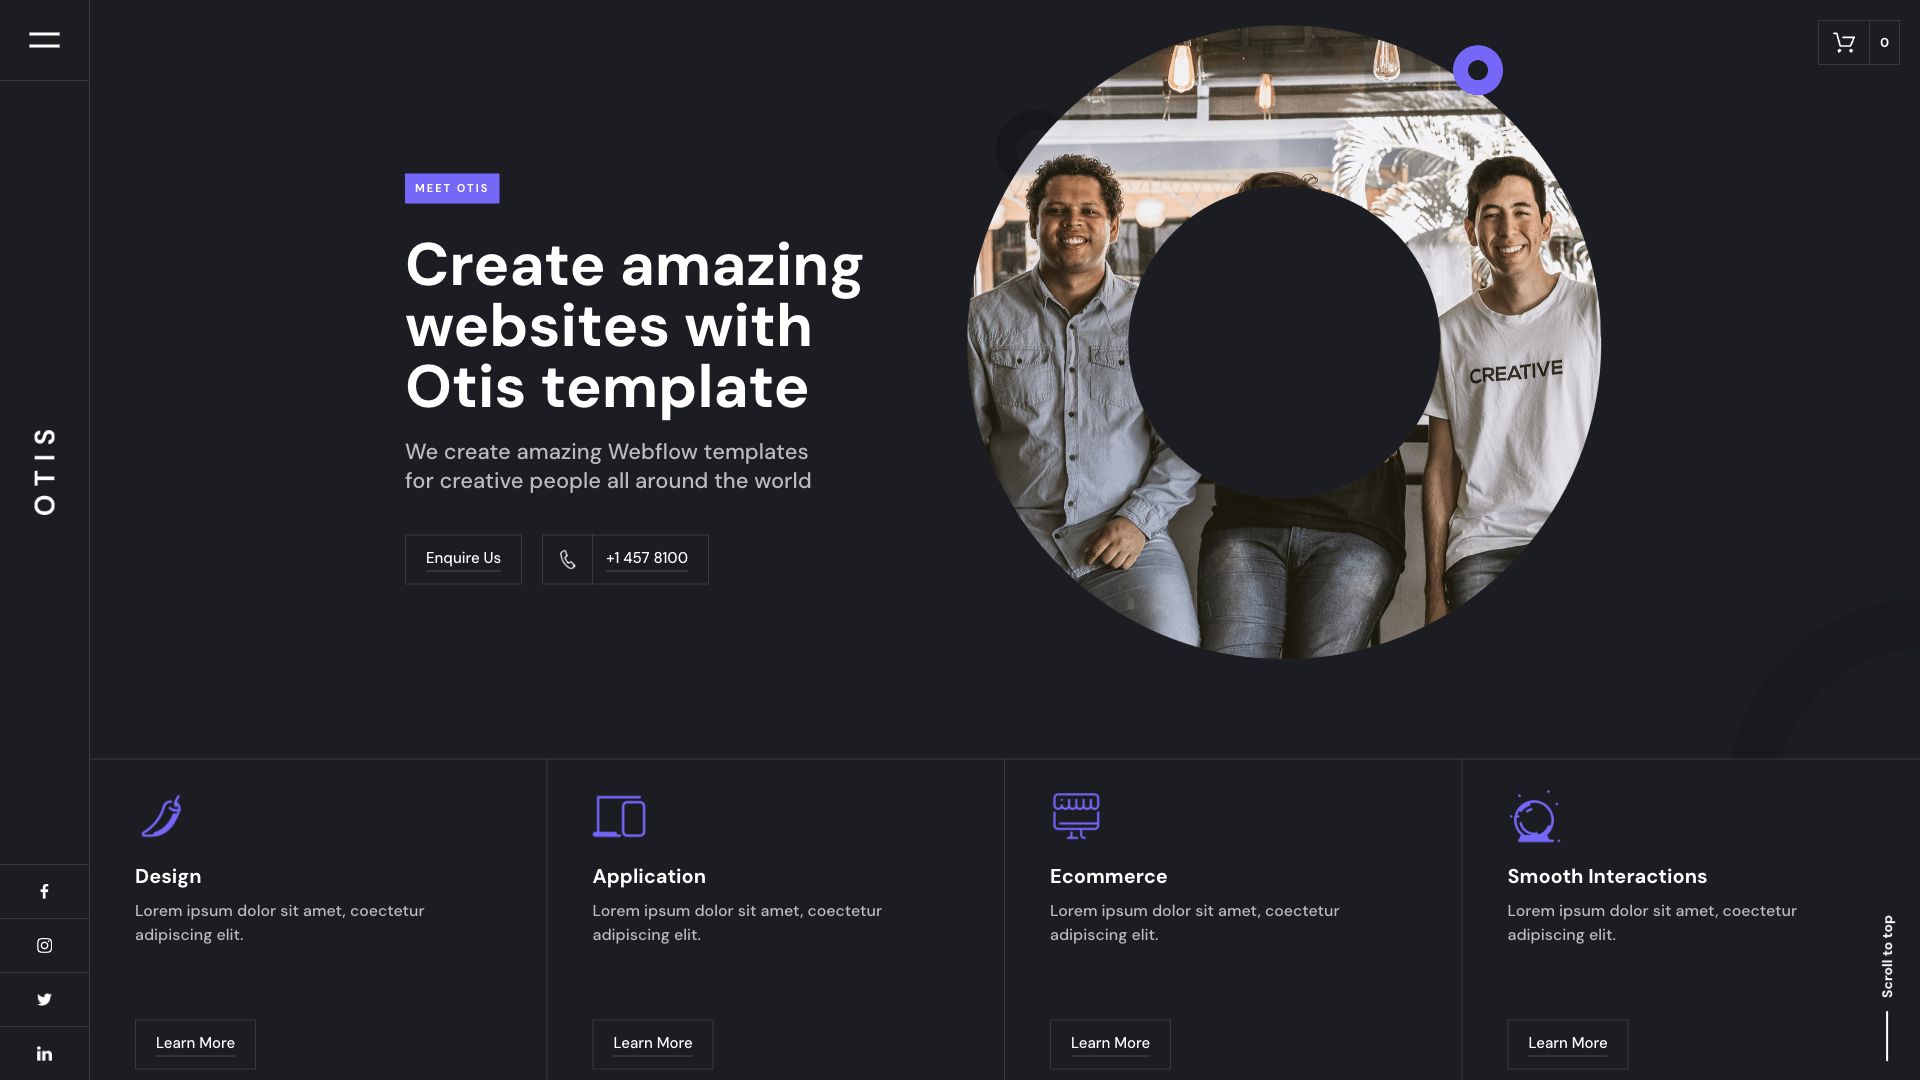 0
MEET OTIS
Create amazing
websites with
Otis template
We create amazing Webflow templates
for creative people all around the world
Enquire Us
+1 457 8100
CREATIVE
OTIS
Design
Lorem ipsum dolor sit amet, coectetur
adipiscing elit.
Learn More
Application
Lorem ipsum dolor sit amet, coectetur
adipiscing elit.
Learn More
Ecommerce
Lorem ipsum dolor sit amet, coectetur
adipiscing elit.
Learn More
Smooth Interactions
Lorem ipsum dolor sit amet, coectetur
adipiscing elit.
Learn More
Scroll to top